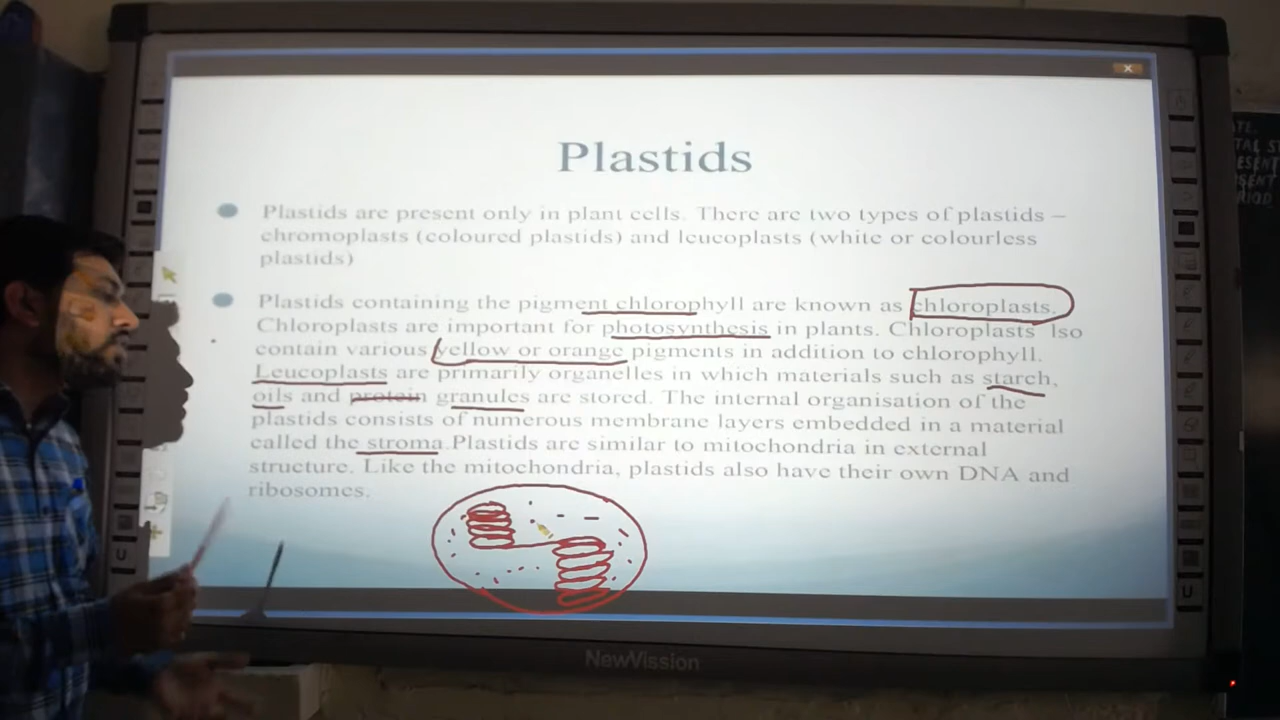 Plastids
Plastids are present only in plant cells. There are two types of plastids –
chromoplasts (coloured plastids) and leucoplasts (white or colourless
plastids)
Plastids containing the pigment chlorophyll are known as chloroplasts.
Chloroplasts are important for photosynthesis in plants. Chloroplasts lso
contain various yellow or orange pigments in addition to chlorophyll.
Leucoplasts are primarily organelles in which materials such as starch,
oils and protein granules are stored. The internal organisation of the
plastids consists of numerous membrane layers embedded in a material
called the stroma.Plastids are similar to mitochondria in external
structure. Like the mitochondria, plastids also have their own DNA and
ribosomes.
NewVission